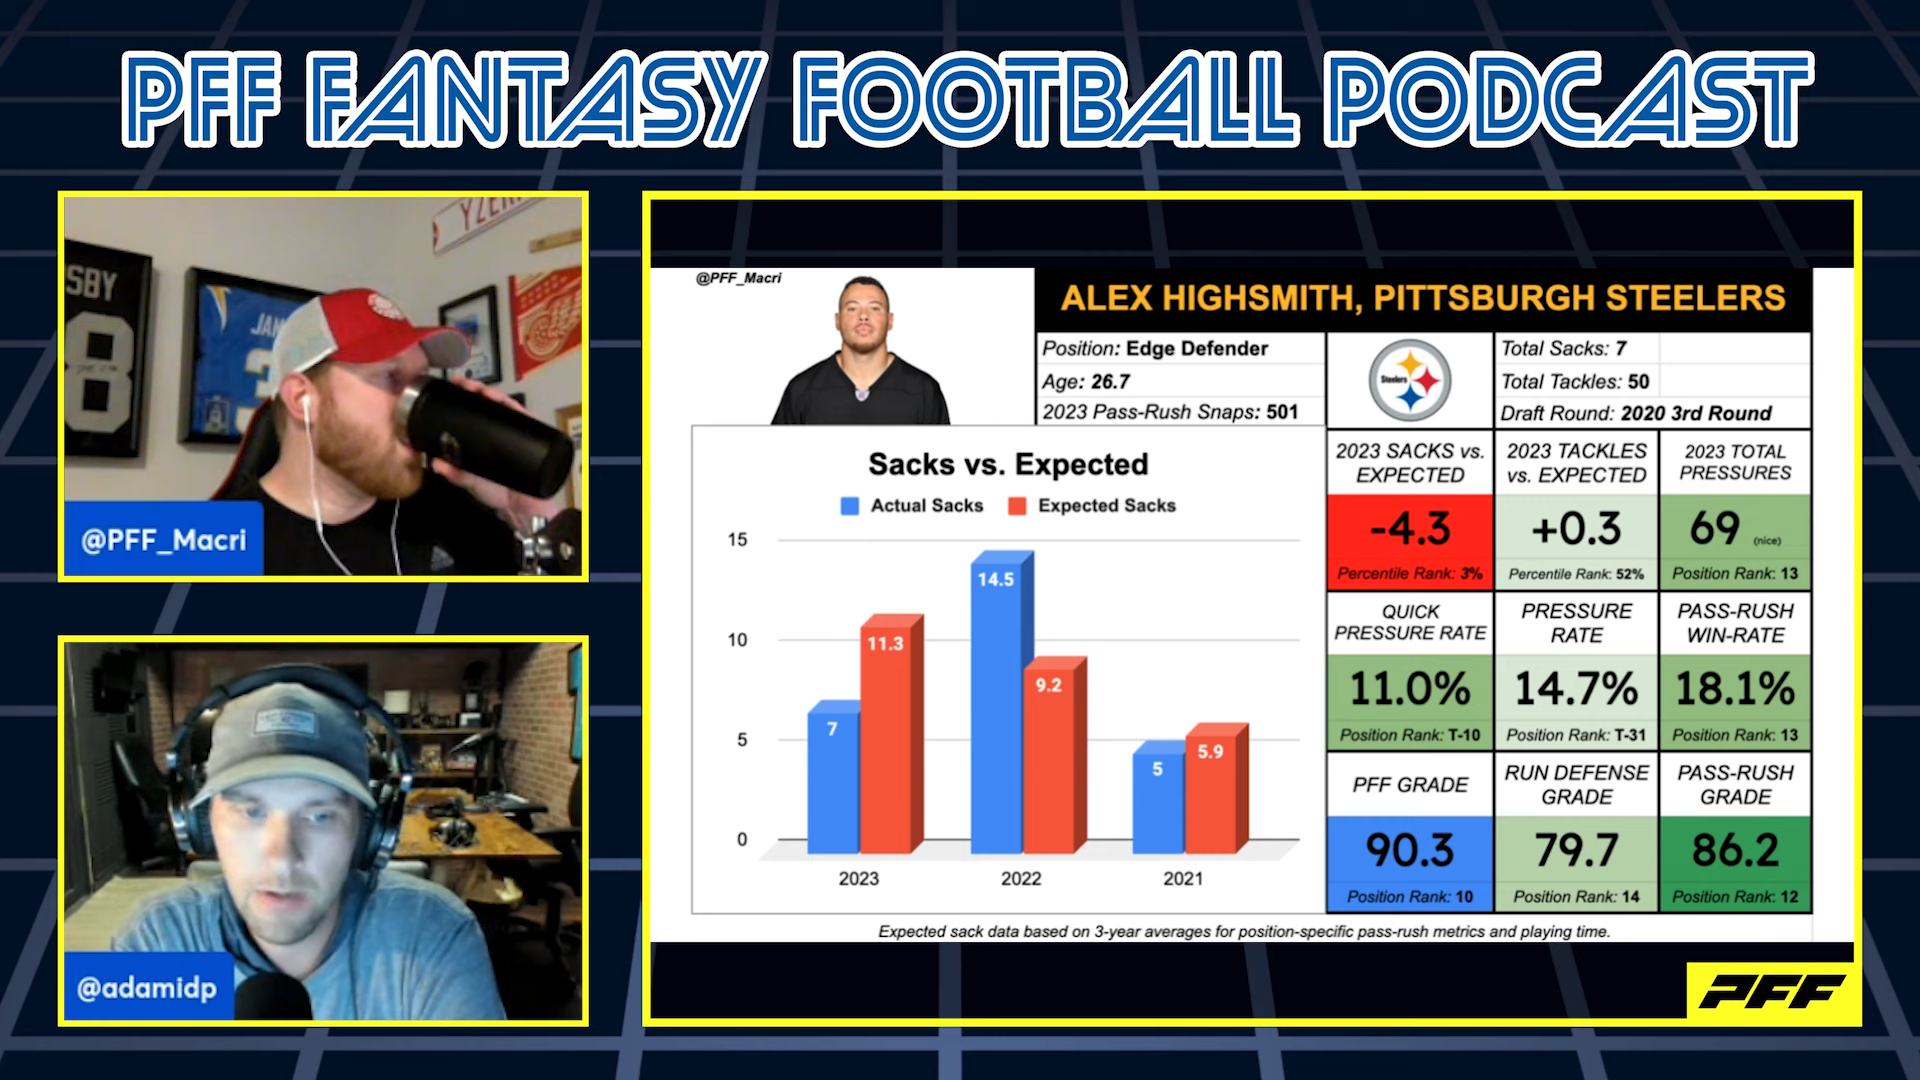 PFF FANTASY FOOTBALL PODCAST
SBY
8
JAM
@PFF_Macri
@adamidp
@PFF_Macri
ALEX HIGHSMITH, PITTSBURGH STEELERS
Position: Edge Defender
Age: 26.7
2023 Pass-Rush Snaps: 501
Steelers
Total Sacks: 7
Total Tackles: 50
Draft Round: 2020 3rd Round
Sacks vs. Expected
Actual Sacks
Expected Sacks
15
10
5
0
7
11.3
14.5
9.2
5
5.9
2023
2022
2021
2023 SACKS vs.
EXPECTED
-4.3
Percentile Rank: 3%
2023 TACKLES
vs. EXPECTED
+0.3
Percentile Rank: 52%
2023 TOTAL
PRESSURES
69 (nice)
Position Rank: 13
QUICK
PRESSURE RATE
11.0%
Position Rank: T-10
PRESSURE
RATE
14.7%
Position Rank: T-31
PASS-RUSH
WIN-RATE
18.1%
Position Rank: 13
PFF GRADE
90.3
Position Rank: 10
RUN DEFENSE
GRADE
79.7
Position Rank: 14
PASS-RUSH
GRADE
86.2
Position Rank: 12
Expected sack data based on 3-year averages for position-specific pass-rush metrics and playing time.
PFF